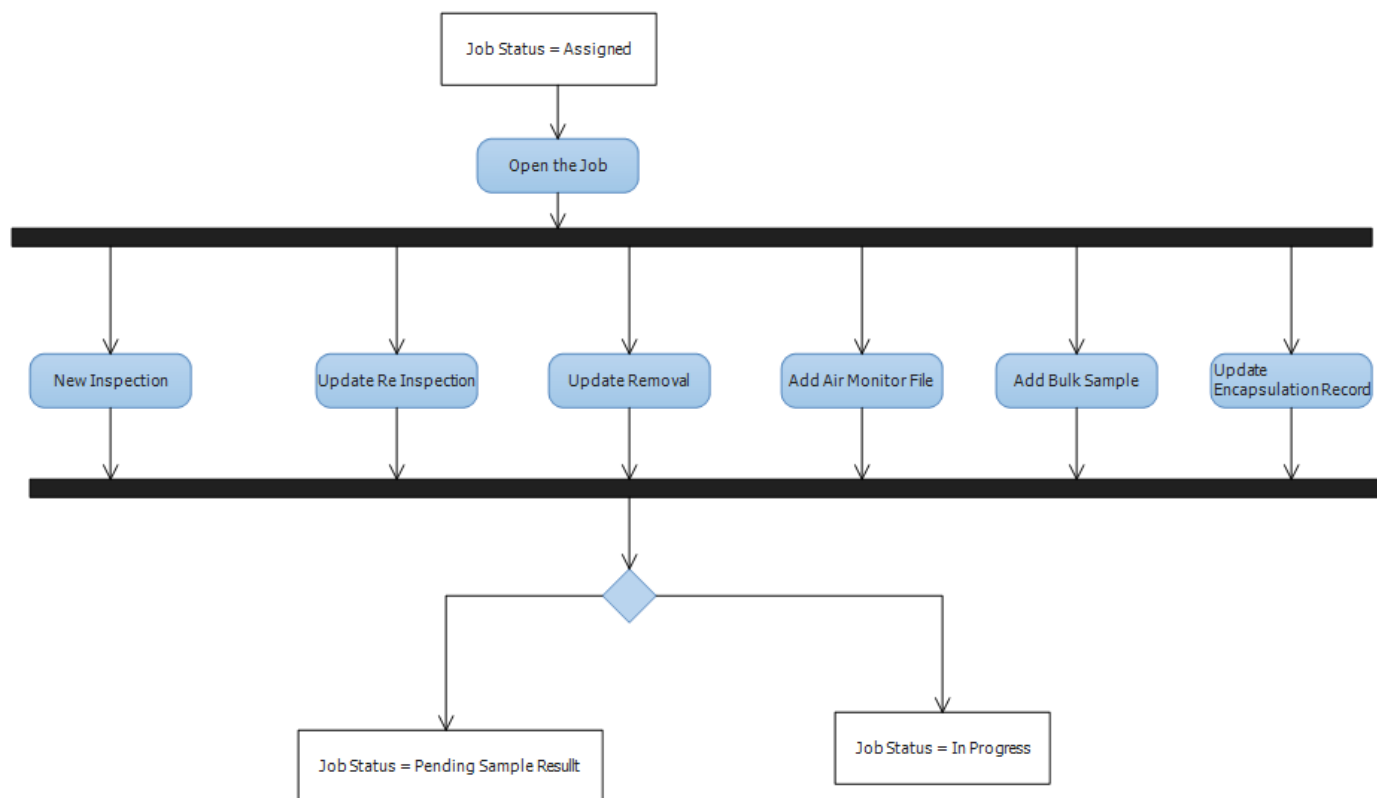 Job Status = Assigned
Open the Job
New Inspection
Update Re Inspection
Update Removal
Add Air Monitor File
Add Bulk Sample
Update
Encapsulation Record
Job Status = Pending Sample Resullt
Job Status = In Progress